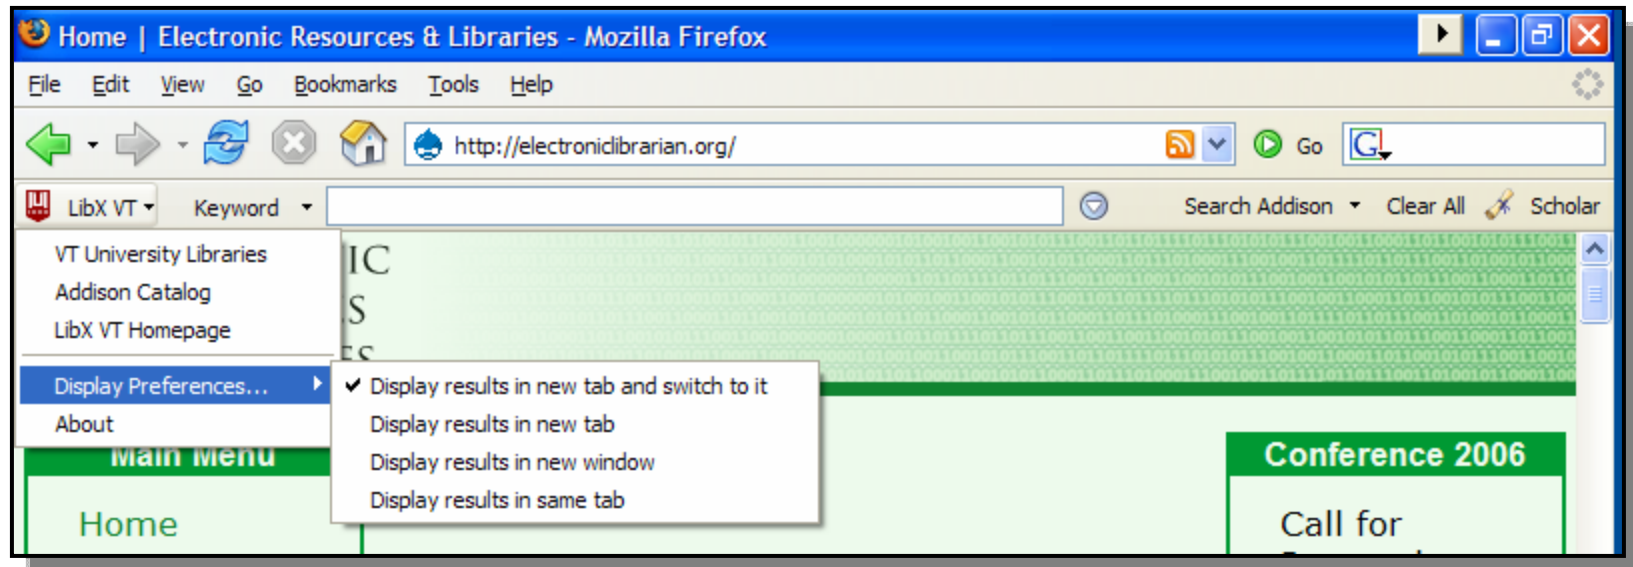 Home | Electronic Resources & Libraries - Mozilla Firefox
File Edit View Go Bookmarks Tools Help
http://electroniclibrarian.org/ Go G
LibX VT Keyword Search Addison Clear All Scholar
VT University Libraries
IC
Addison Catalog
S
LibX VT Homepage
ES
Display Preferences...
Display results in new tab and switch to it
About
Display results in new tab
Main Menu
Display results in new window
Conference 2006
Display results in same tab
Home
Call for